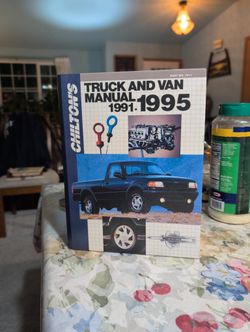 CHILTON'S
TRUCK AND VAN
MANUAL
1991-1995